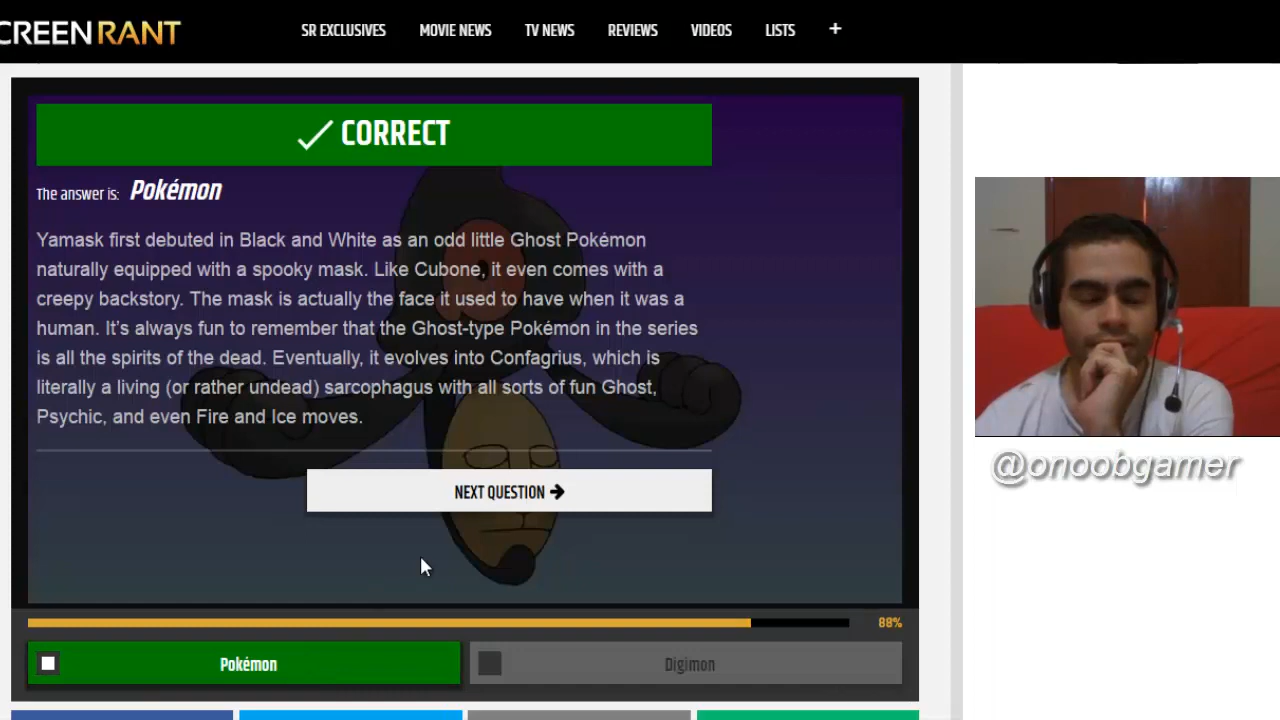 CREEN RANT
SR EXCLUSIVES MOVIE NEWS TV NEWS REVIEWS VIDEOS LISTS +
CORRECT
The answer is: Pokémon
Yamask first debuted in Black and White as an odd little Ghost Pokémon
naturally equipped with a spooky mask. Like Cubone, it even comes with a
creepy backstory. The mask is actually the face it used to have when it was a
human. It’s always fun to remember that the Ghost-type Pokémon in the series
is all the spirits of the dead. Eventually, it evolves into Confagrius, which is
literally a living (or rather undead) sarcophagus with all sorts of fun Ghost,
Psychic, and even Fire and Ice moves.
NEXT QUESTION
88%
Pokémon Digimon
@onoobgamer